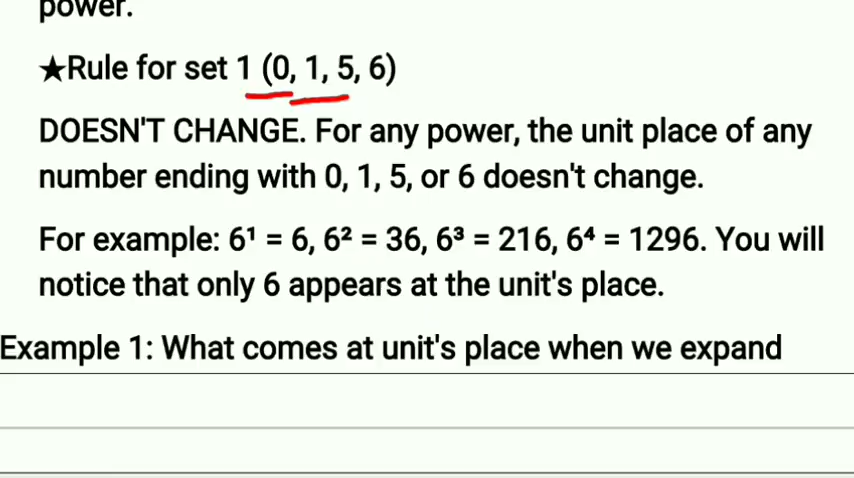 power.
★Rule for set 1 (0, 1, 5, 6)
DOESN'T CHANGE. For any power, the unit place of any
number ending with 0, 1, 5, or 6 doesn't change.
For example: 6¹ = 6, 6² = 36, 6³ = 216, 6⁴ = 1296. You will
notice that only 6 appears at the unit's place.
Example 1: What comes at unit's place when we expand